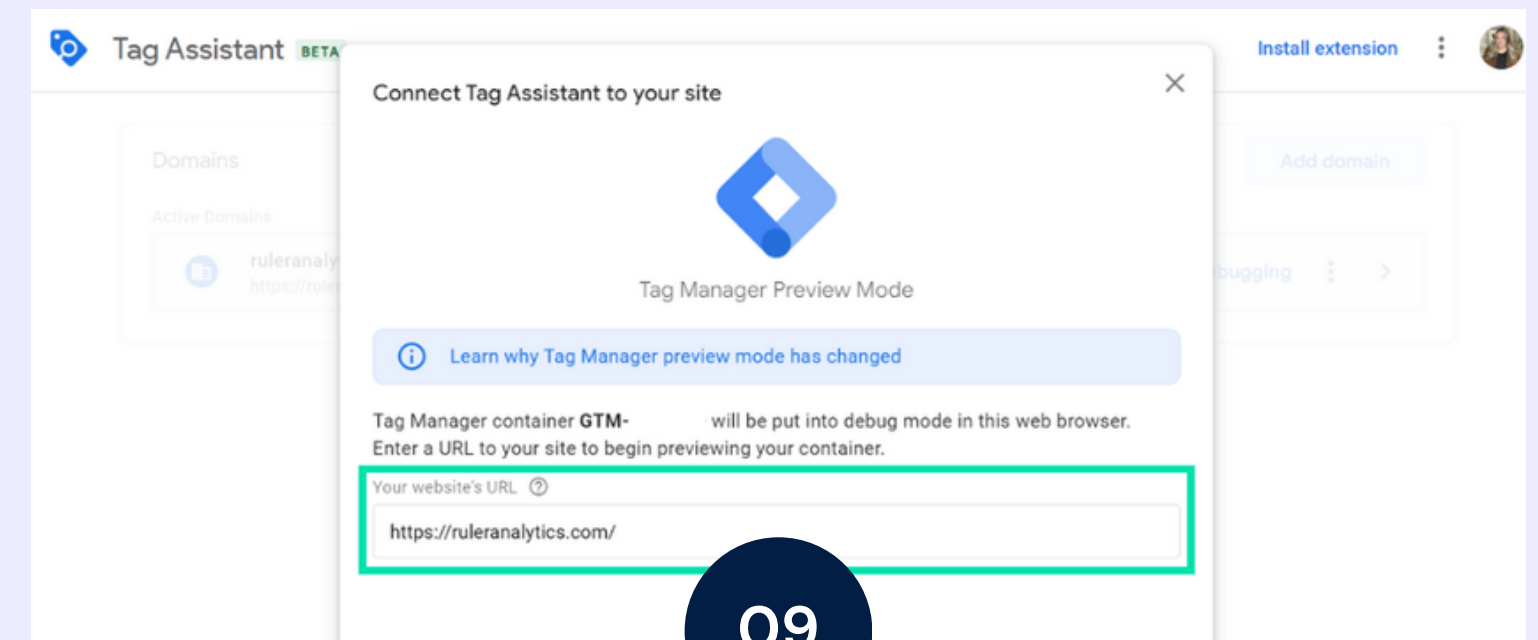 Tag Assistant BETA
Install extension
Connect Tag Assistant to your site
Domains
Add domain
Active Domains
Tag Manager Preview Mode
Learn why Tag Manager preview mode has changed
Tag Manager container GTM- will be put into debug mode in this web browser.
Enter a URL to your site to begin previewing your container.
Your website's URL
https://ruleranalytics.com/
09